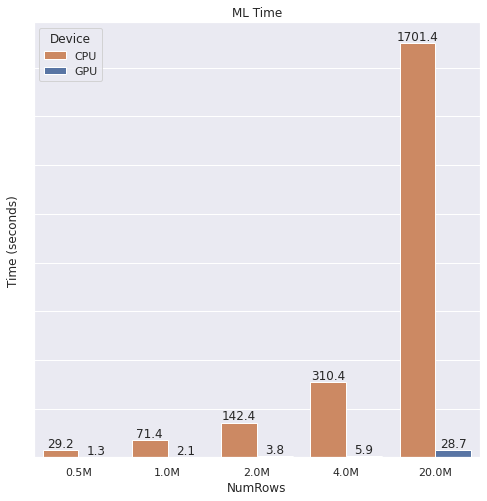 ML Time
Device
CPU
GPU
Time (seconds)
29.2
1.3
71.4
2.1
142.4
3.8
310.4
5.9
1701.4
28.7
0.5M
1.0M
2.0M
4.0M
20.0M
NumRows